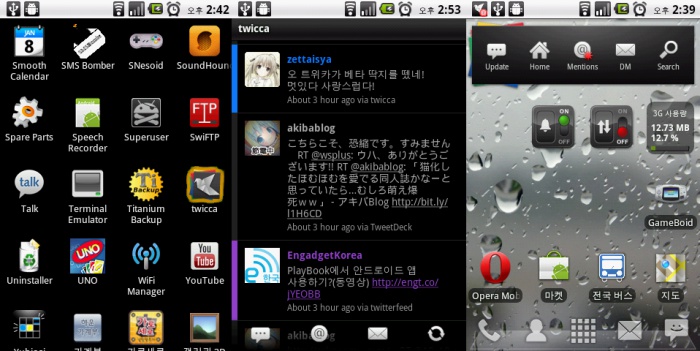 오후 2:42
JAN
8
Smooth
Calendar
SMS Bomber
SNesoid
SoundHoun
Spare Parts
Speech
Recorder
Superuser
FTP
SwiFTP
talk
Talk
Terminal
Emulator
Ti
Backup
Titanium
Backup
twicca
Uninstaller
UNO
UNO
WiFi
Manager
You
Tube
YouTube
오후 2:53
twicca
zettaisya
오 트위카가 베타 딱지를 뗐네!
멋있다 사랑스럽다!
About 3 hour ago via twicca
akibablog
こちらこそ、恐縮です。すみません
RT @wsplus: ウハ、ありがとうご
ざいます!! RT @akibablog: 「猫化し
たほむほむを愛でる同人誌かなーと
思っていたら…むしろ萌え爆
死ｗｗ」 - アキバBlog http://bit.ly/
l1H6CD
About 3 hour ago via TweetDeck
EngadgetKorea
e
한국
PlayBook에서 안드로이드 앱
사용하기?(동영상) http://engt.co/
jYEOBB
About 3 hour ago via twitterfeed
akibablog
오후 2:39
Update
Home
Mentions
DM
Search
ON
OFF
ON
OFF
3G 사용량
12.73 MB
12.7 %
GameBoid
Opera Mo!
마켓
전국 버스
지도